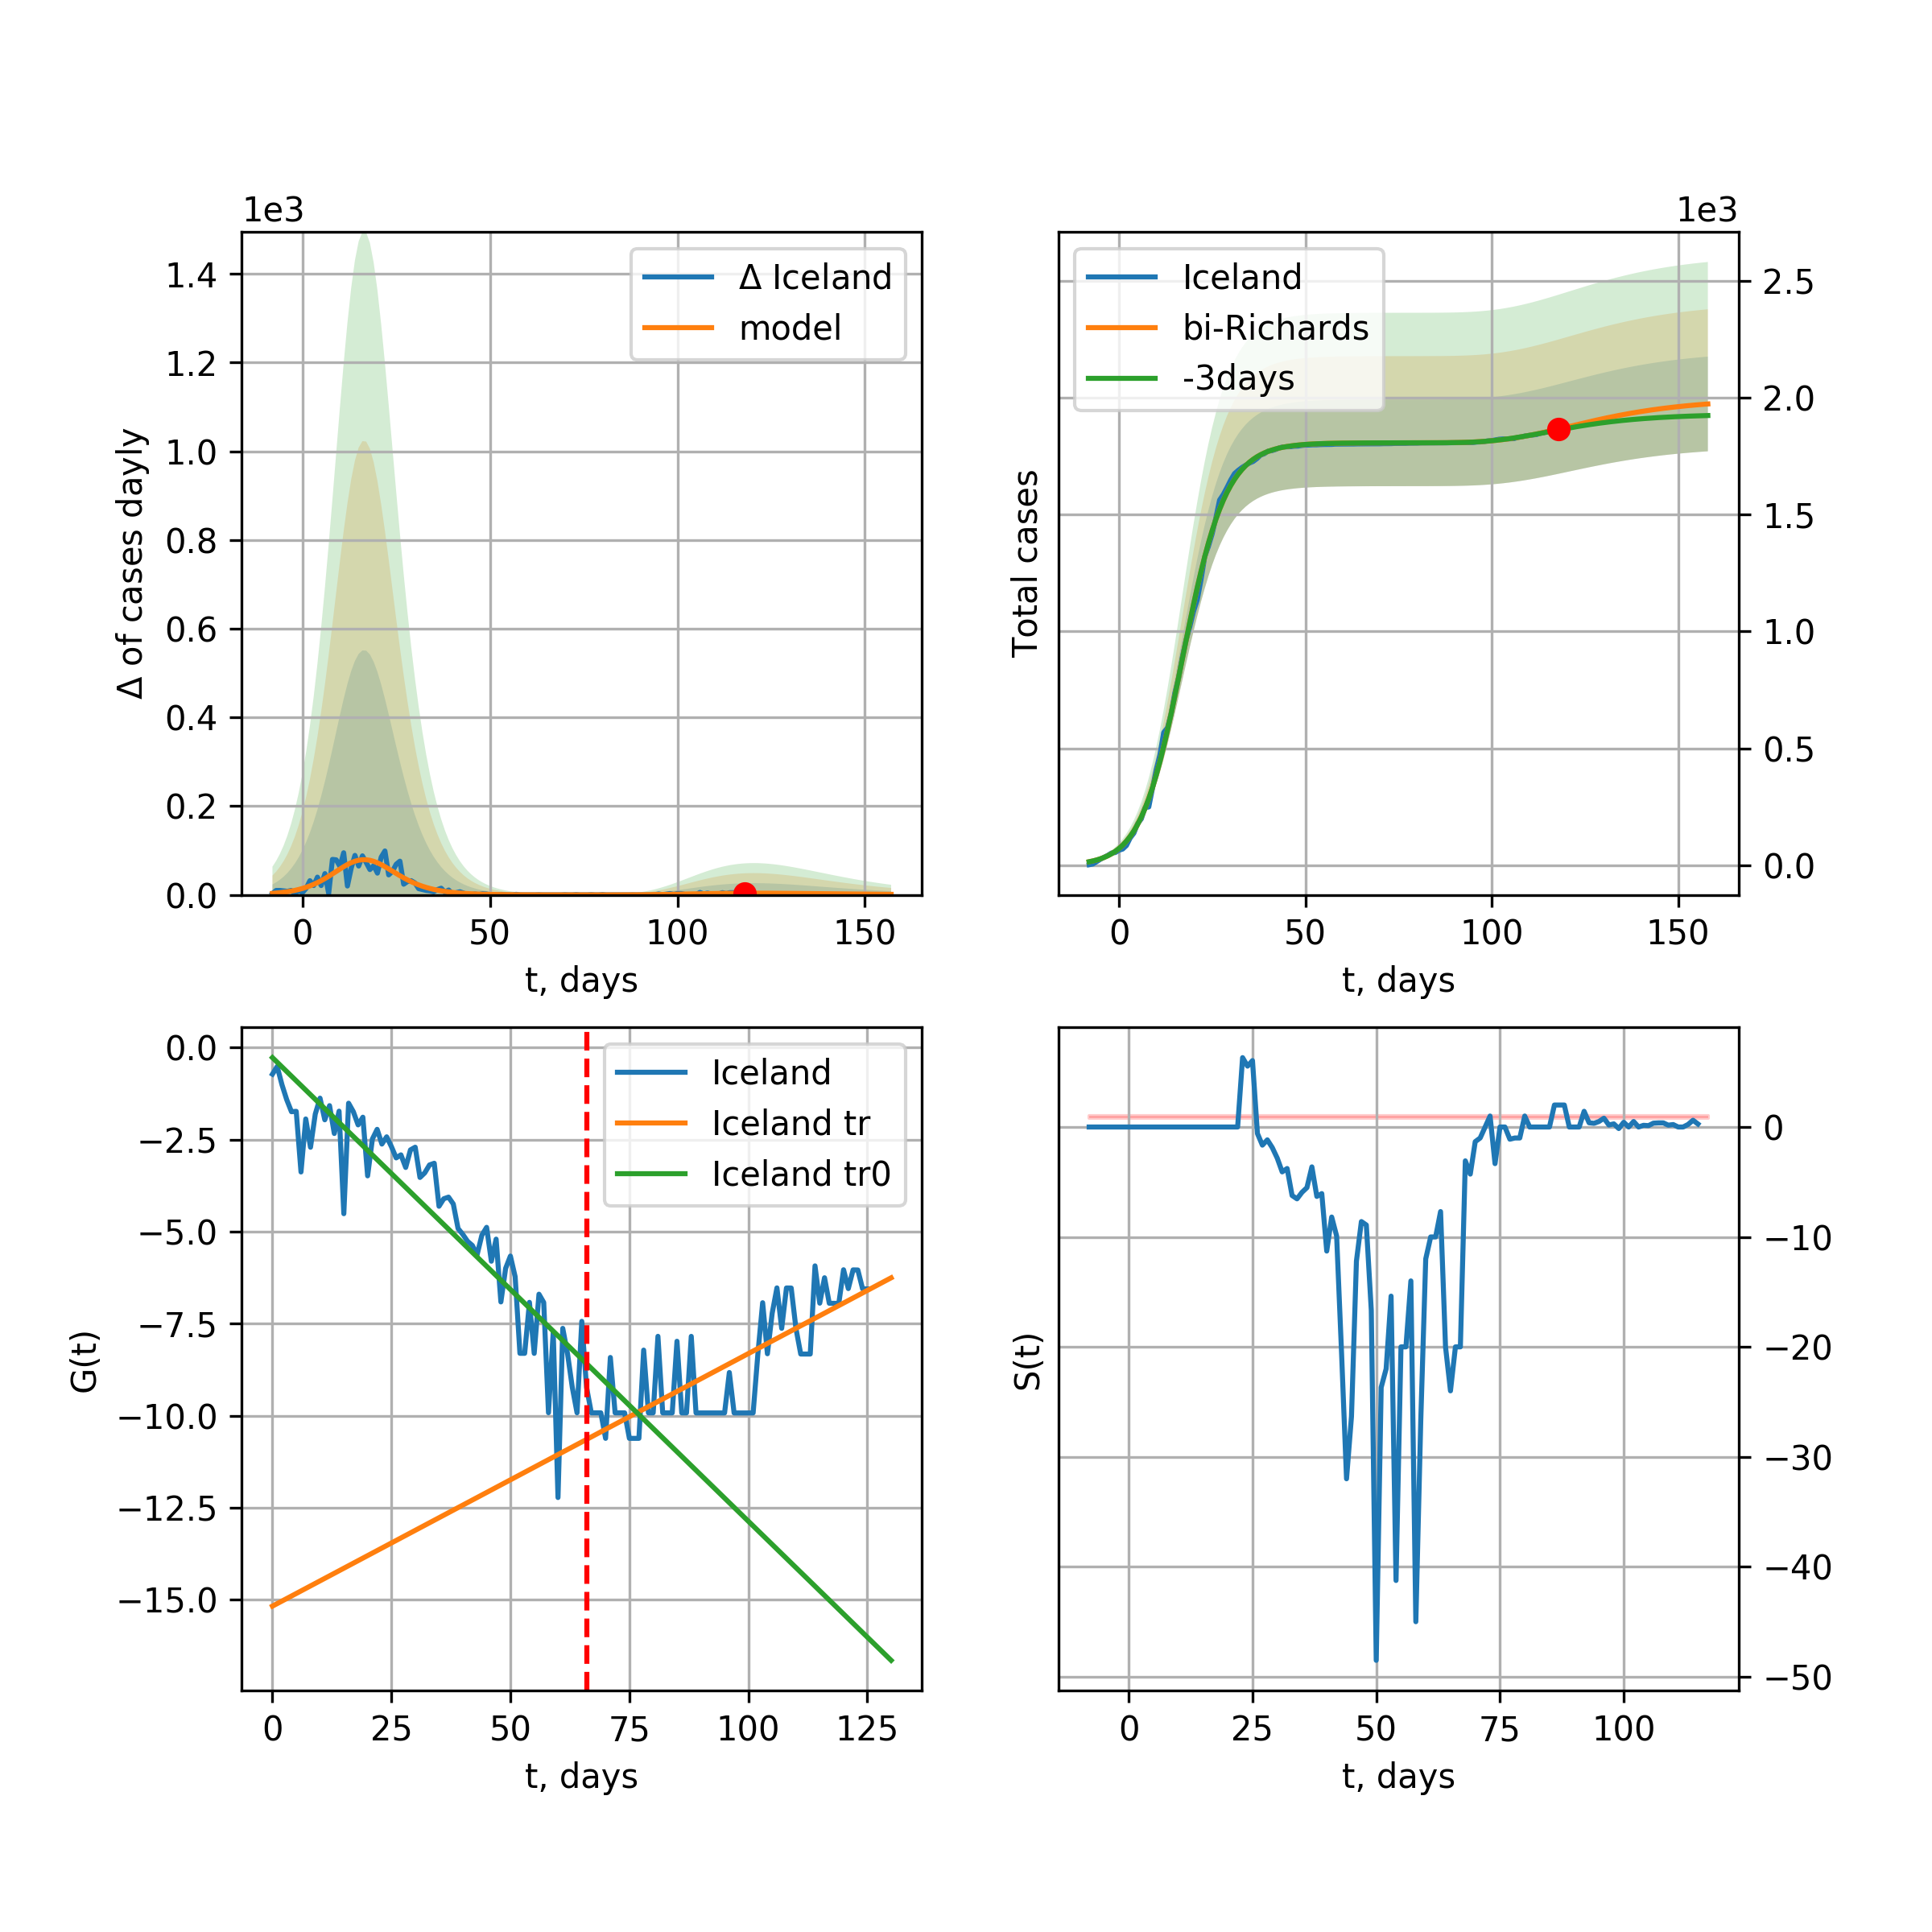 1e3
1.4
1.2
1.0
0.8
0.6
0.4
0.2
0.0
Δ of cases dayly
Δ Iceland
model
0 50 100 150
t, days
1e3
Iceland
bi-Richards
-3days
2.5
2.0
1.5
1.0
0.5
0.0
Total cases
0 50 100 150
t, days
0.0
−2.5
−5.0
−7.5
−10.0
−12.5
−15.0
G(t)
Iceland
Iceland tr
Iceland tr0
0 25 50 75 100 125
t, days
S(t)
0
−10
−20
−30
−40
−50
0 25 50 75 100
t, days